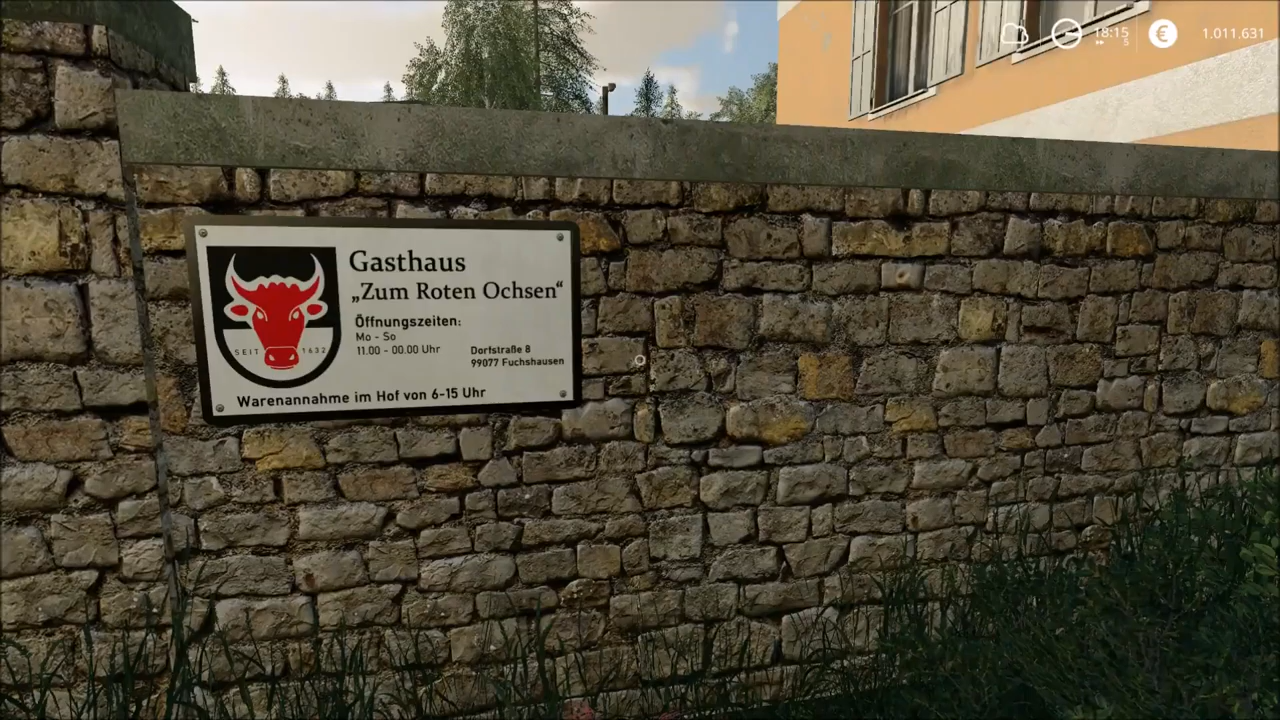 18:15
5
1.011.631
Gasthaus
„Zum Roten Ochsen“
Öffnungszeiten:
Mo - So
11.00 - 00.00 Uhr
Dorfstraße 8
99077 Fuchshausen
SEIT 1632
Warenannahme im Hof von 6-15 Uhr